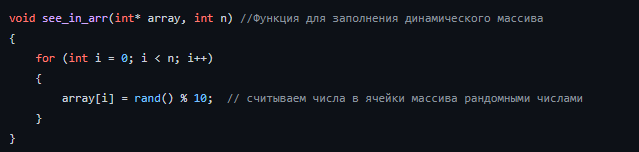 void see_in_arr(int* array, int n) //Функция для заполнения динамического массива
{
    for (int i = 0; i < n; i++)
    {
        array[i] = rand() % 10;  // считываем числа в ячейки массива рандомными числами
    }
}